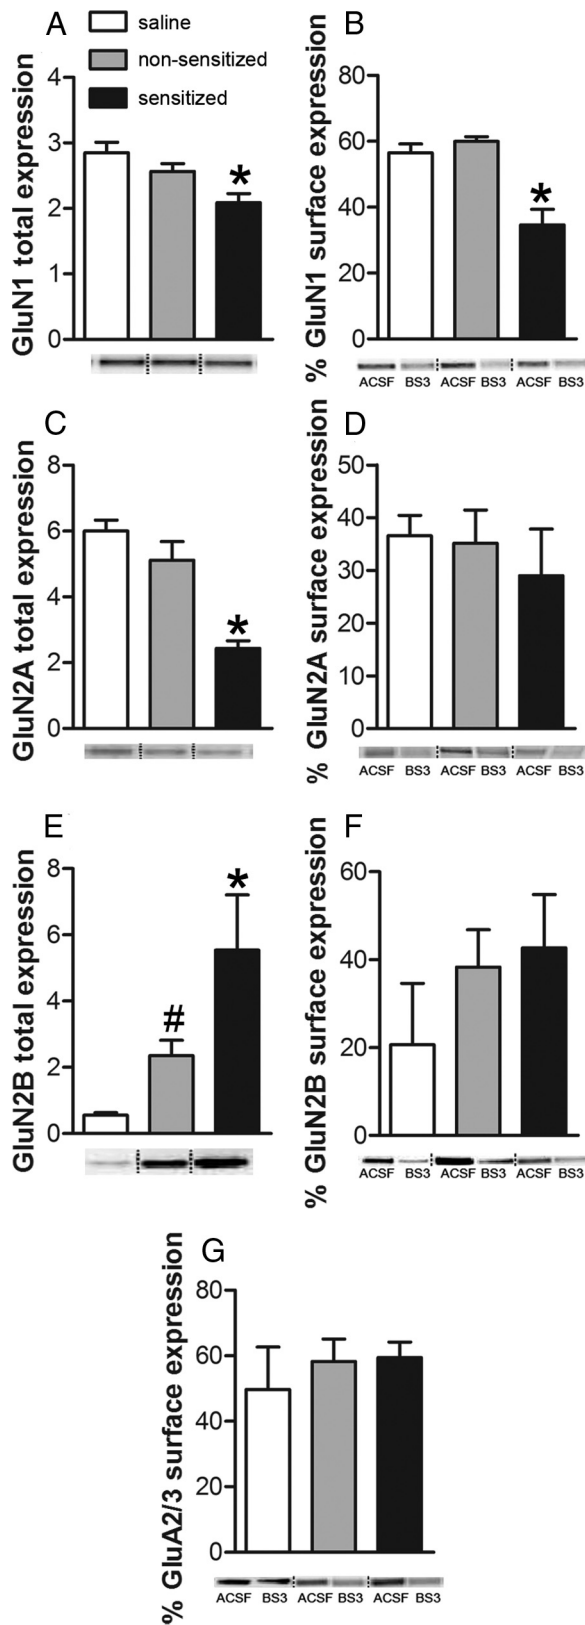 A
saline
non-sensitized
sensitized
GluN1 total expression
4
3
2
1
0
*
B
% GluN1 surface expression
80
60
40
20
0
*
ACSF BS3 ACSF BS3 ACSF BS3
C
GluN2A total expression
8
6
4
2
0
*
D
% GluN2A surface expression
50
40
30
20
10
0
ACSF BS3 ACSF BS3 ACSF BS3
E
GluN2B total expression
8
6
4
2
0
#
*
F
% GluN2B surface expression
60
40
20
0
ACSF BS3 ACSF BS3 ACSF BS3
G
% GluA2/3 surface expression
80
60
40
20
0
ACSF BS3 ACSF BS3 ACSF BS3